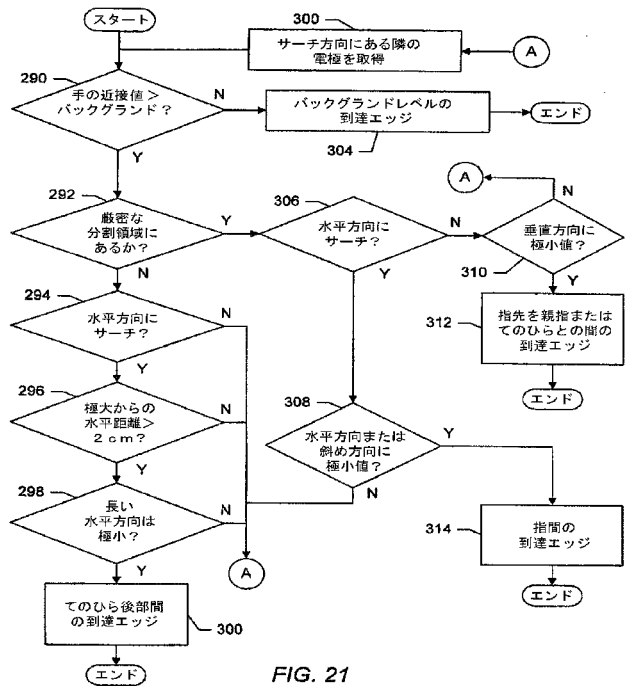 スタート
300
サーチ方向にある隣の
電極を取得
A
290
手の近接値＞
バックグランド？
N
Y
バックグランドレベルの
到達エッジ
304
エンド
292
厳密な
分割領域に
あるか？
Y
N
306
水平方向に
サーチ？
N
Y
A
N
垂直方向に
極小値？
310
Y
294
水平方向に
サーチ？
N
Y
312
指先を親指または
てのひらとの間の
到達エッジ
エンド
296
極大からの
水平距離＞
２ｃｍ？
N
Y
308
水平方向または
斜め方向に
極小値？
Y
N
298
長い
水平方向は
極小？
N
Y
A
314
指間の
到達エッジ
エンド
てのひら後部間
の到達エッジ
300
エンド
FIG. 21